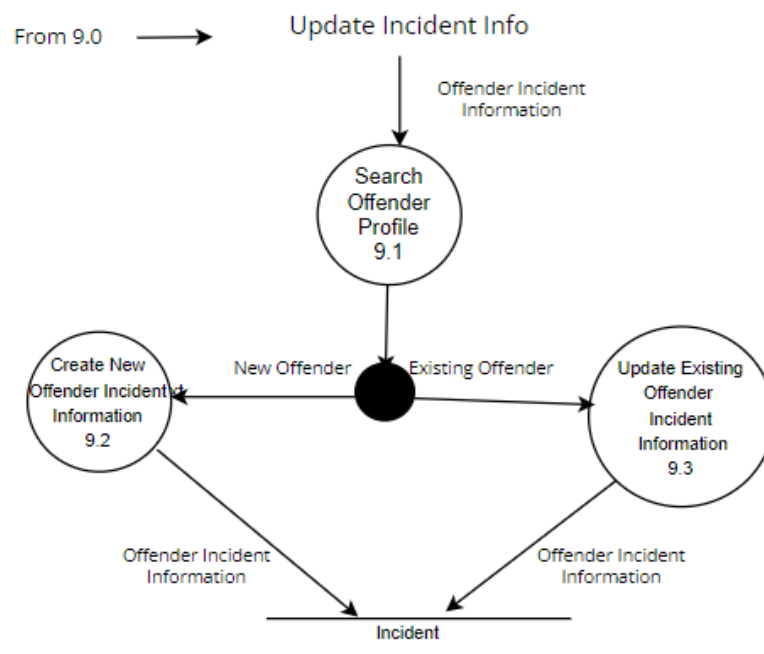 From 9.0
Update Incident Info
Offender Incident
Information
Search
Offender
Profile
9.1
New Offender
Existing Offender
Create New
Offender Incident
Information
9.2
Update Existing
Offender
Incident
Information
9.3
Offender Incident
Information
Offender Incident
Information
Incident